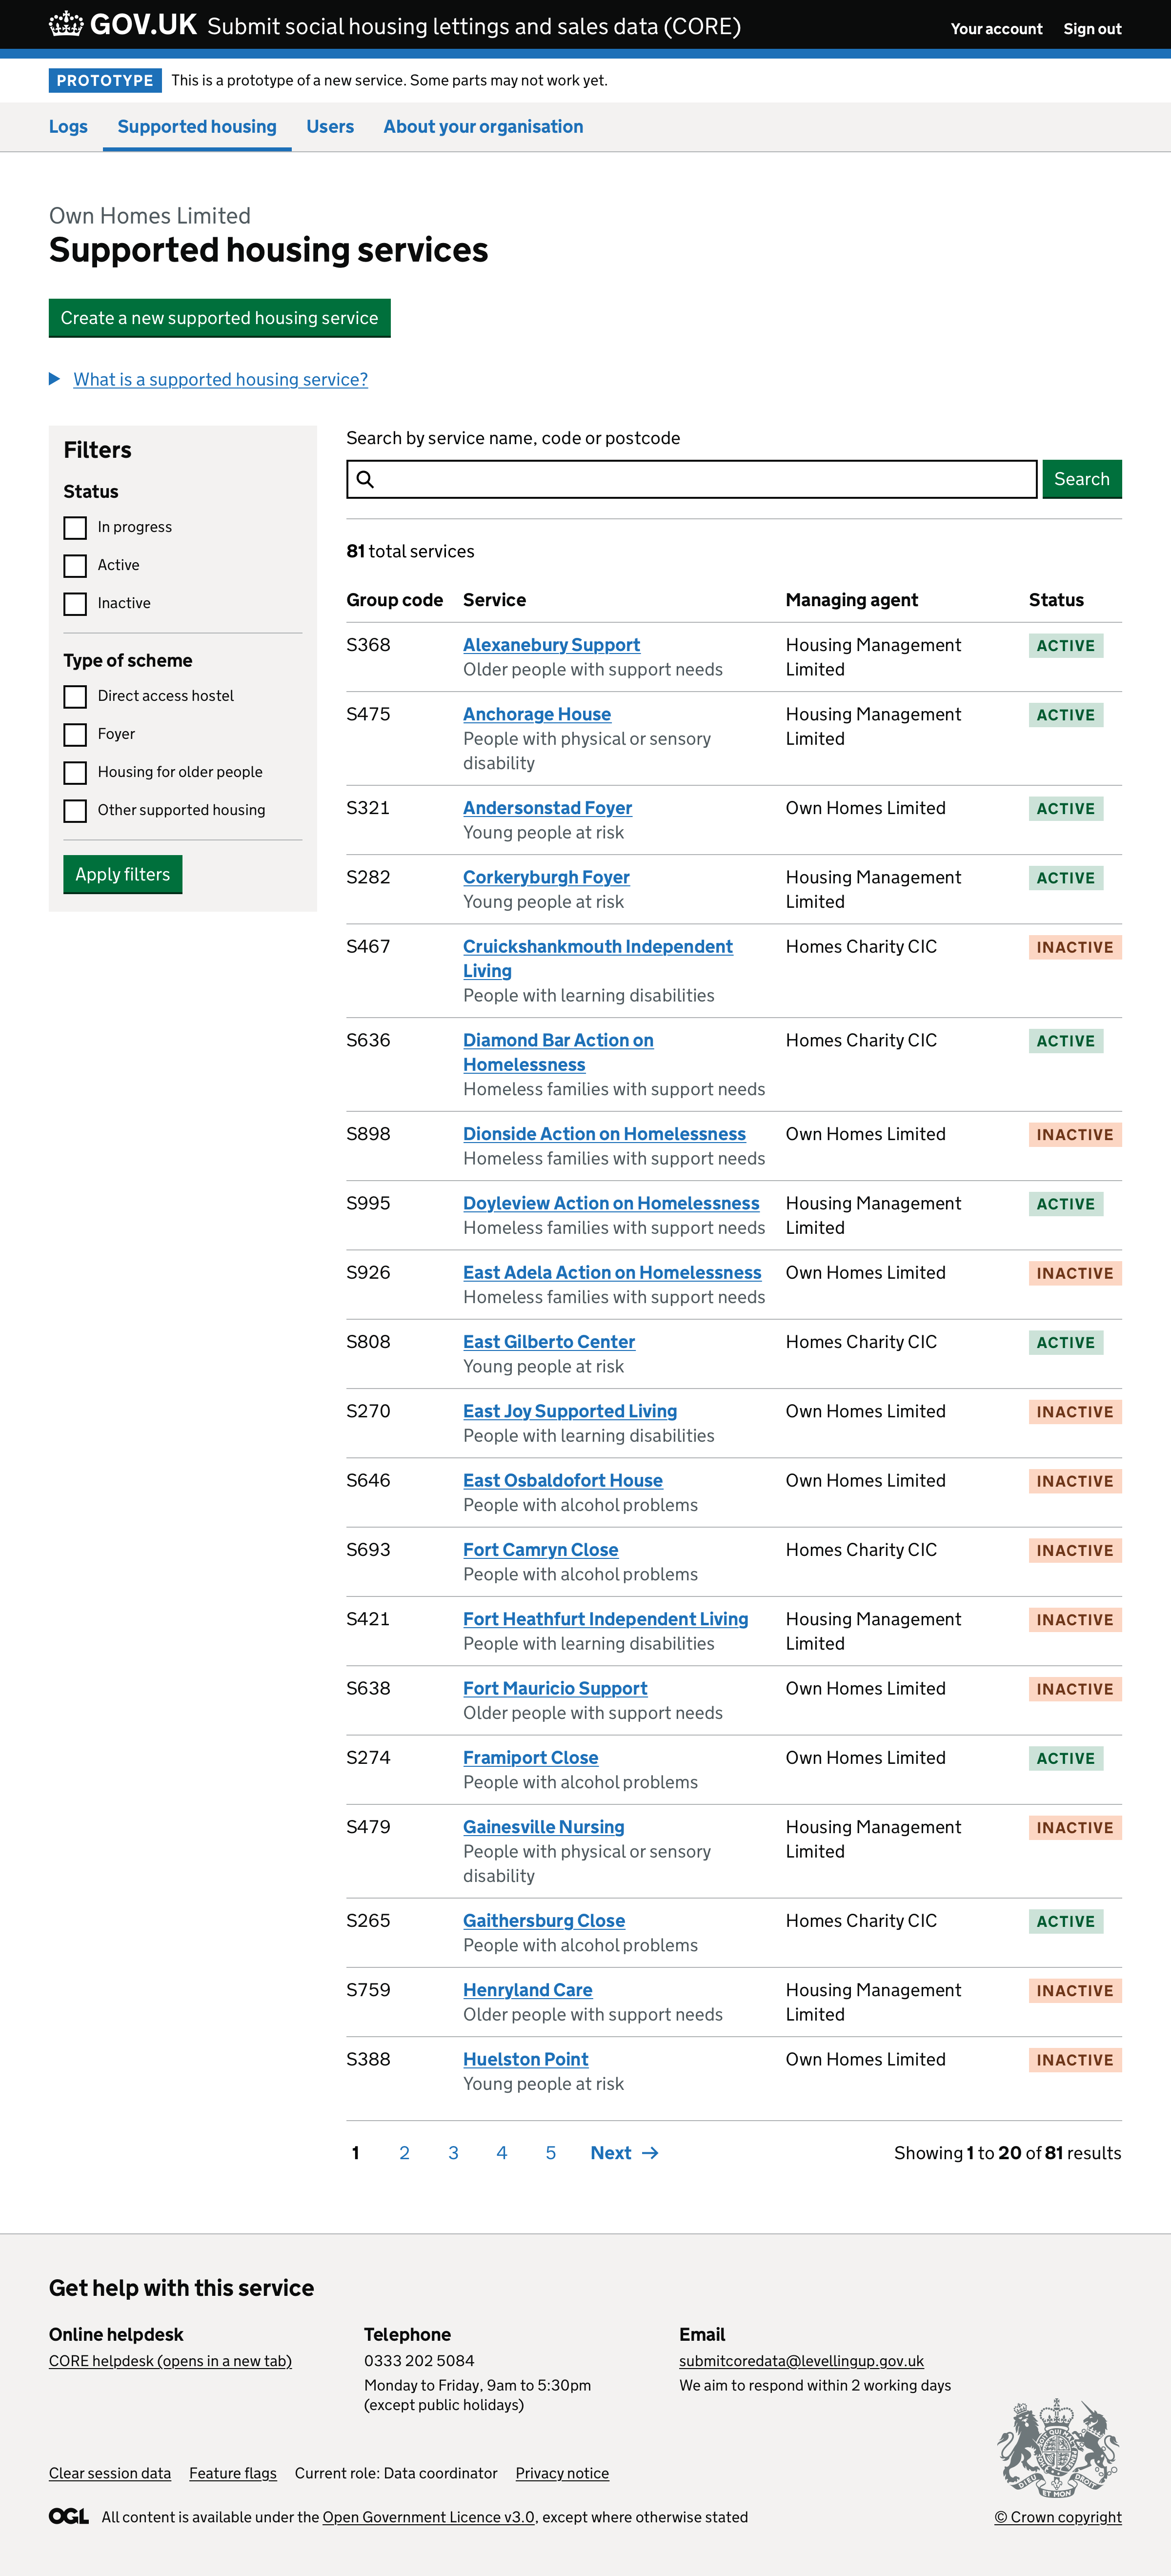 GOV.UK Submit social housing lettings and sales data (CORE)
Your account Sign out
PROTOTYPE This is a prototype of a new service. Some parts may not work yet.
Logs Supported housing Users About your organisation
Own Homes Limited
Supported housing services
Create a new supported housing service
What is a supported housing service?
Filters
Status
In progress
Active
Inactive
Type of scheme
Direct access hostel
Foyer
Housing for older people
Other supported housing
Apply filters
Search by service name, code or postcode
Search
81 total services
Group code Service Managing agent Status
S368 Alexanebury Support Housing Management ACTIVE
Older people with support needs Limited
S475 Anchorage House Housing Management ACTIVE
People with physical or sensory Limited
disability
S321 Andersonstad Foyer Own Homes Limited ACTIVE
Young people at risk
S282 Corkeryburgh Foyer Housing Management ACTIVE
Young people at risk Limited
S467 Cruickshankmouth Independent Homes Charity CIC INACTIVE
Living
People with learning disabilities
S636 Diamond Bar Action on Homes Charity CIC ACTIVE
Homelessness
Homeless families with support needs
S898 Dionside Action on Homelessness Own Homes Limited INACTIVE
Homeless families with support needs
S995 Doyleview Action on Homelessness Housing Management ACTIVE
Homeless families with support needs Limited
S926 East Adela Action on Homelessness Own Homes Limited INACTIVE
Homeless families with support needs
S808 East Gilberto Center Homes Charity CIC ACTIVE
Young people at risk
S270 East Joy Supported Living Own Homes Limited INACTIVE
People with learning disabilities
S646 East Osbaldofort House Own Homes Limited INACTIVE
People with alcohol problems
S693 Fort Camryn Close Homes Charity CIC INACTIVE
People with alcohol problems
S421 Fort Heathfurt Independent Living Housing Management INACTIVE
People with learning disabilities Limited
S638 Fort Mauricio Support Own Homes Limited INACTIVE
Older people with support needs
S274 Framiport Close Own Homes Limited ACTIVE
People with alcohol problems
S479 Gainesville Nursing Housing Management INACTIVE
People with physical or sensory Limited
disability
S265 Gaithersburg Close Homes Charity CIC ACTIVE
People with alcohol problems
S759 Henryland Care Housing Management INACTIVE
Older people with support needs Limited
S388 Huelston Point Own Homes Limited INACTIVE
Young people at risk
1 2 3 4 5 Next → Showing 1 to 20 of 81 results
Get help with this service
Online helpdesk
CORE helpdesk (opens in a new tab)
Telephone
0333 202 5084
Monday to Friday, 9am to 5:30pm
(except public holidays)
Email
submitcoredata@levellingup.gov.uk
We aim to respond within 2 working days
Clear session data Feature flags Current role: Data coordinator Privacy notice
DIEU ET MON DROIT
OGL All content is available under the Open Government Licence v3.0, except where otherwise stated
© Crown copyright